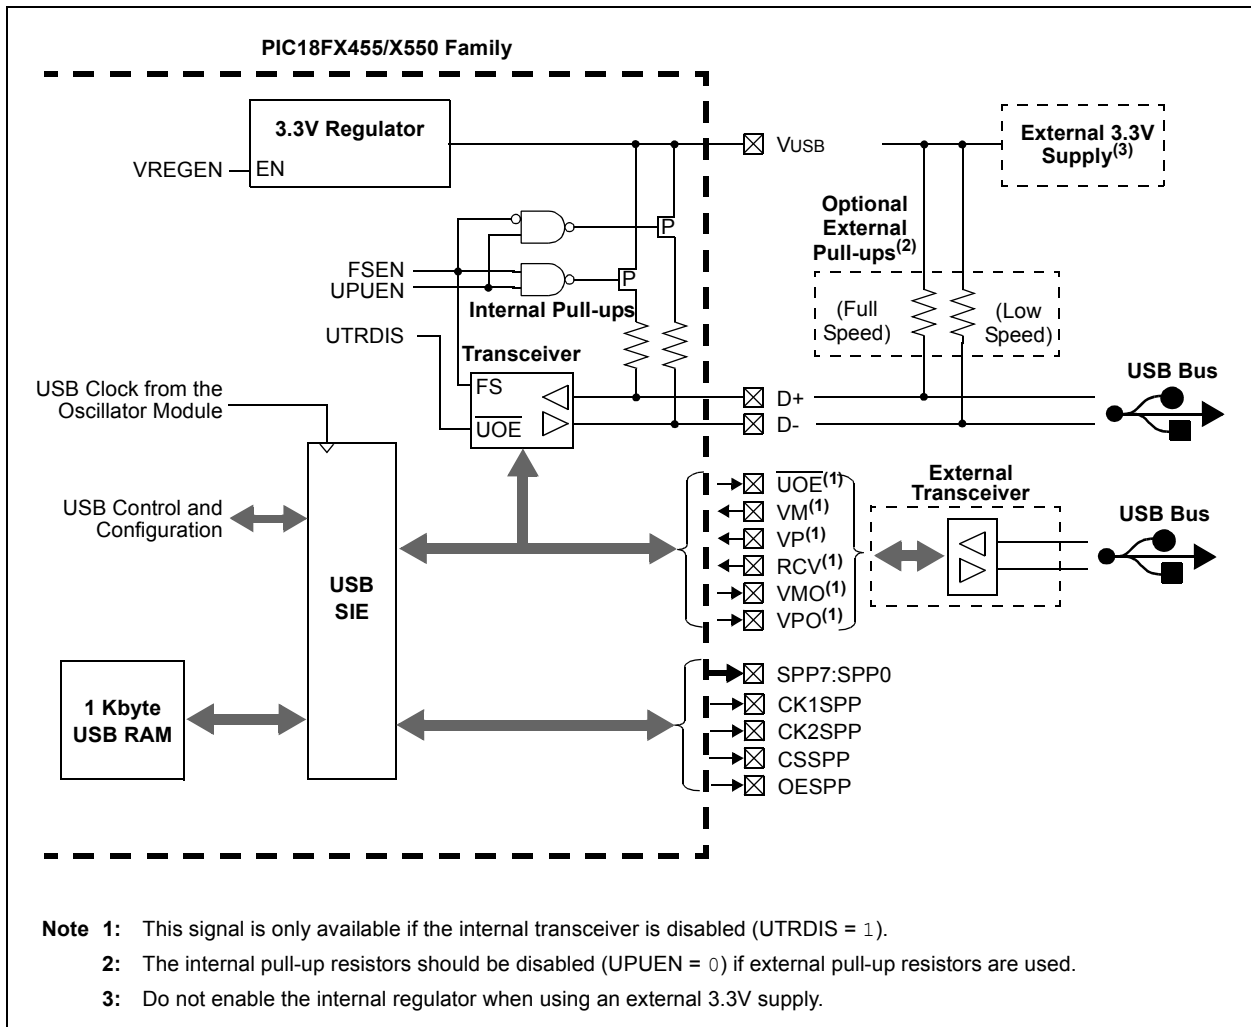 PIC18FX455/X550 Family
3.3V Regulator
EN
VREGEN
VUSB
External 3.3V
Supply(3)
P
Optional
External
Pull-ups(2)
FSEN
UPUEN
P
Internal Pull-ups
(Full
Speed)
(Low
Speed)
UTRDIS
Transceiver
FS
UOE
USB Clock from the
Oscillator Module
D+
D-
USB Bus
UOE(1)
VM(1)
VP(1)
RCV(1)
VMO(1)
VPO(1)
External
Transceiver
USB Bus
USB Control and
Configuration
USB
SIE
1 Kbyte
USB RAM
SPP7:SPP0
CK1SPP
CK2SPP
CSSPP
OESPP
Note 1: This signal is only available if the internal transceiver is disabled (UTRDIS = 1).
2: The internal pull-up resistors should be disabled (UPUEN = 0) if external pull-up resistors are used.
3: Do not enable the internal regulator when using an external 3.3V supply.